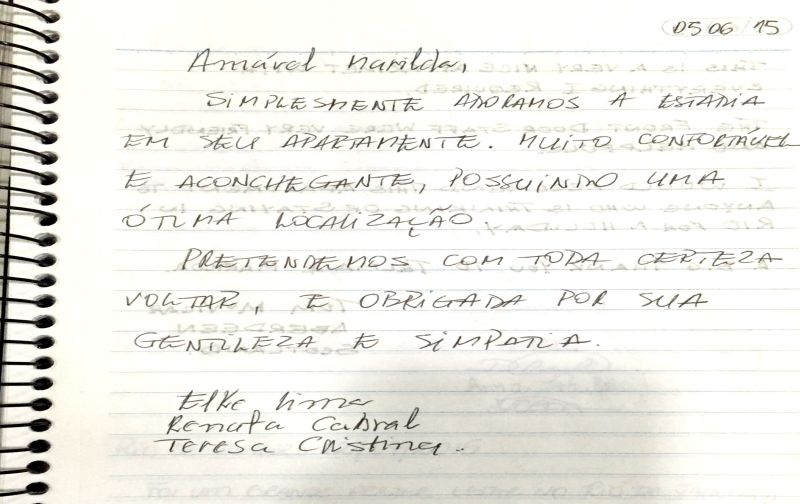 05 06 / 15
Amável Marilda,
SIMPLESMENTE ADORAMOS A ESTADIA
EM SEU APARTAMENTE. MUITO CONFORTÁVEL
E ACONCHEGANTE, POSSUINDO UMA
ÓTIMA LOCALIZAÇÃO.
PRETENDEMOS COM TODA CERTEZA
VOLTAR, E OBRIGADA POR SUA
GENTILEZA E SIMPATIA.
Elke Lima
Renata Cabral
Teresa Cristina.